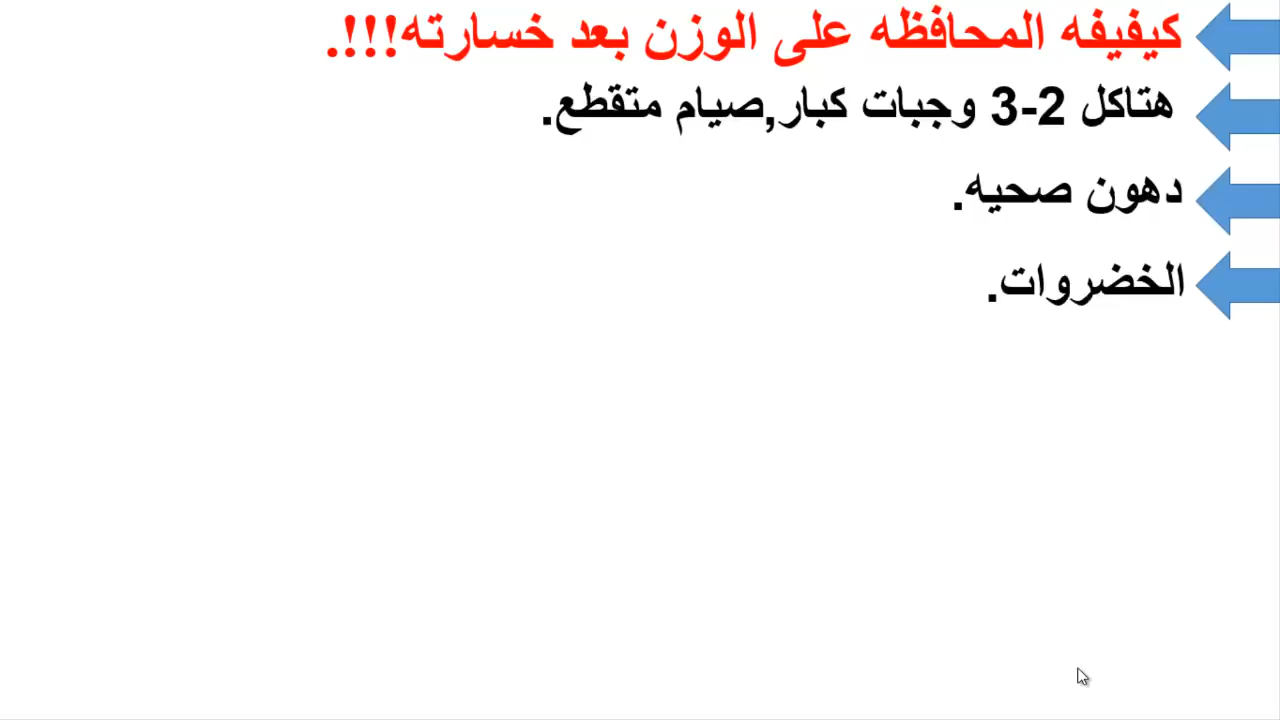 كيفيفه المحافظه على الوزن بعد خسارته!!!.
هتاكل 2-3 وجبات كبار,صيام متقطع.
دهون صحيه.
الخضروات.